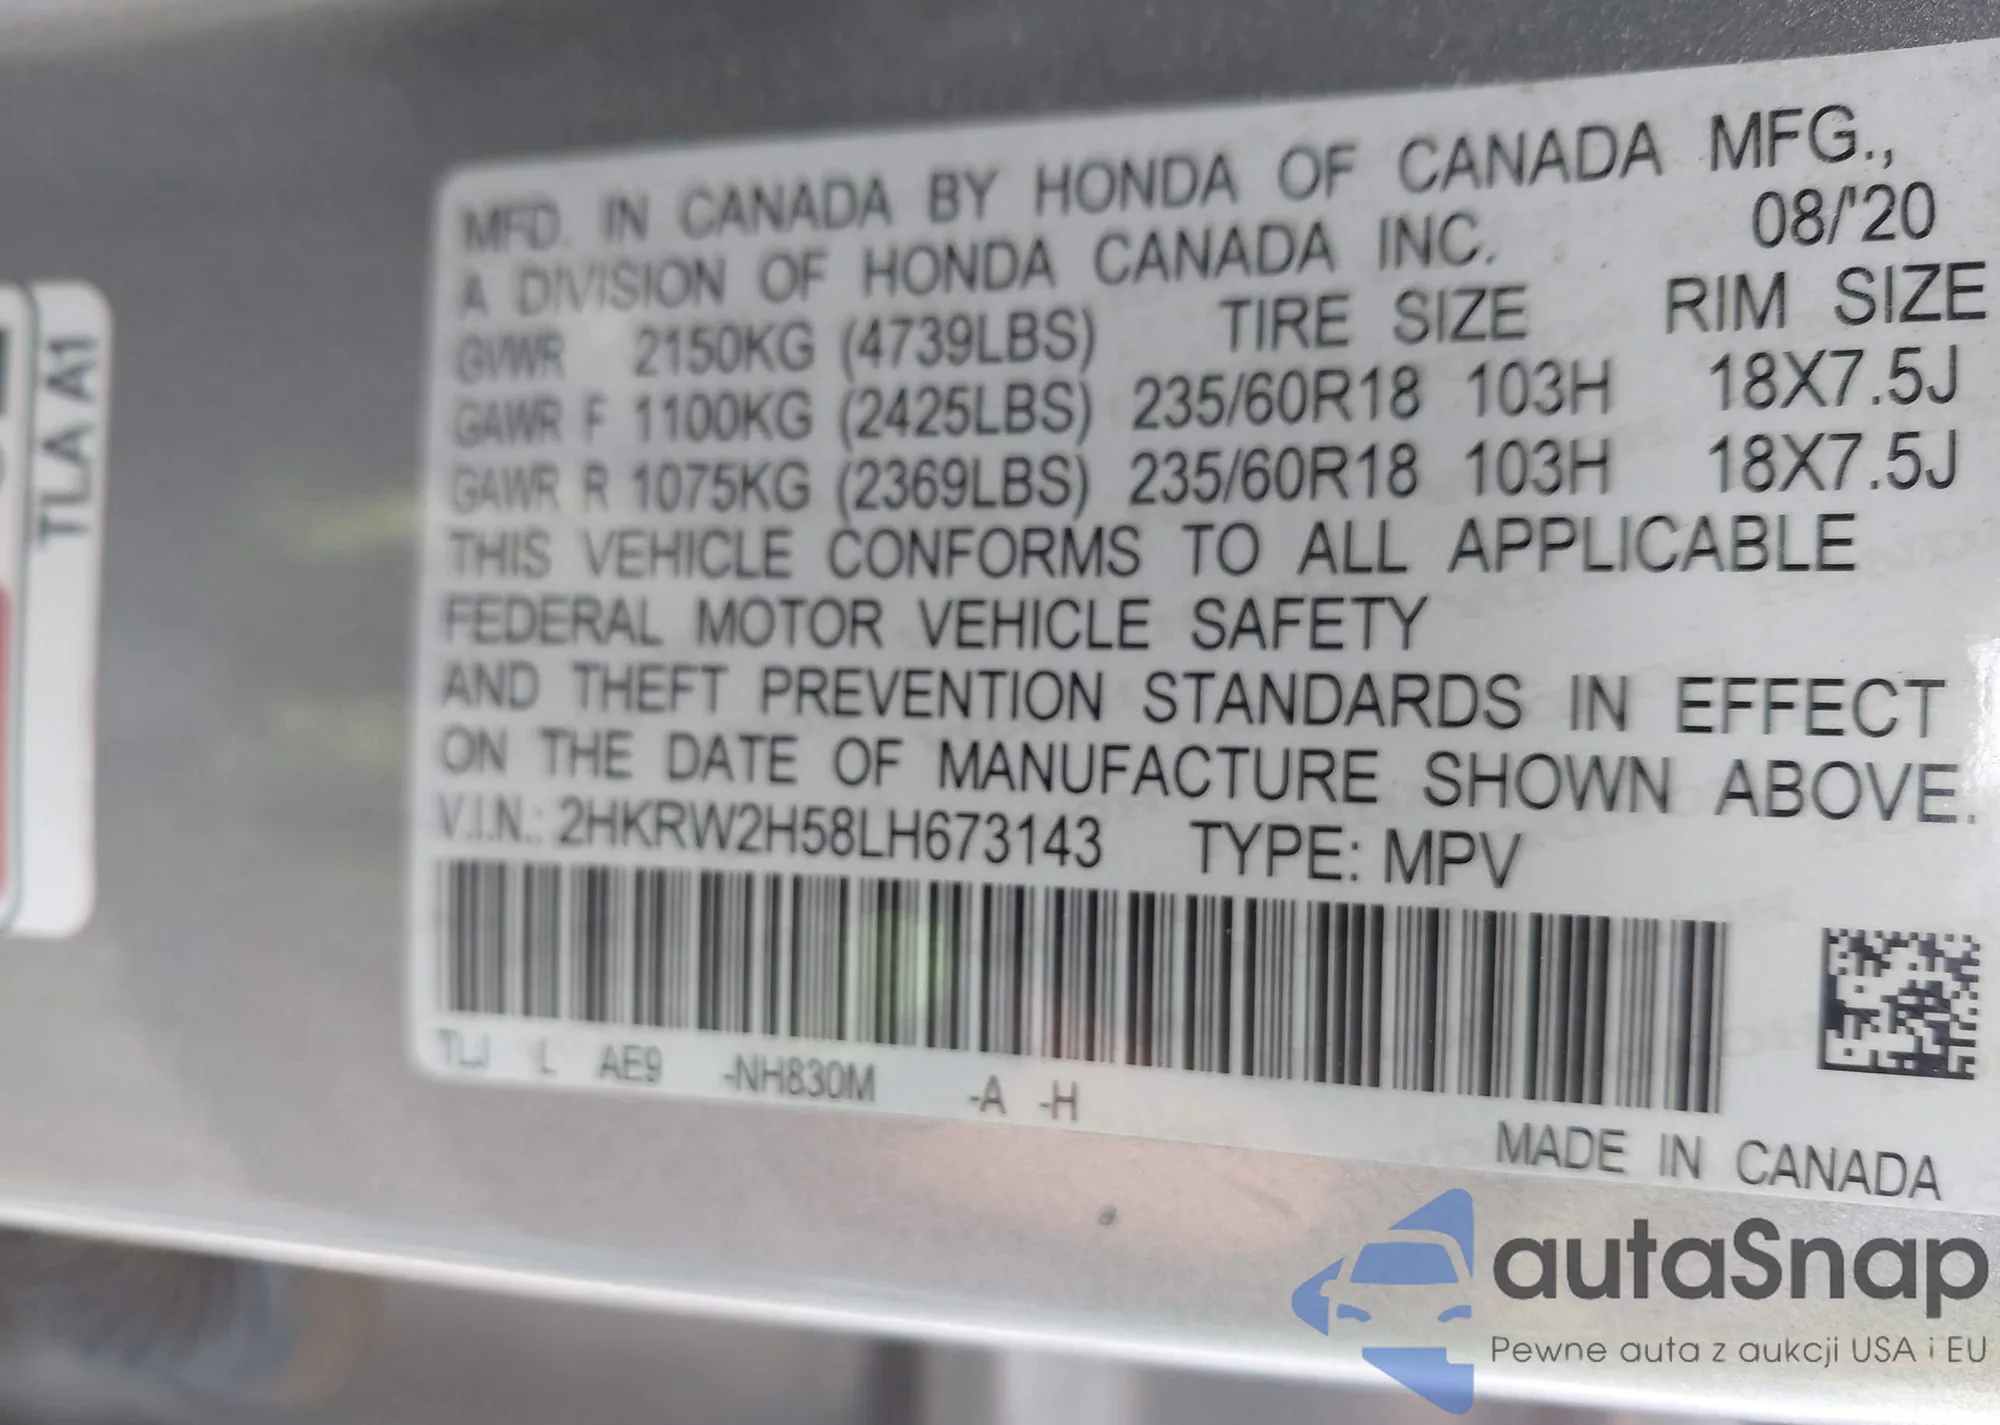 MFD. IN CANADA BY HONDA OF CANADA MFG.,
A DIVISION OF HONDA CANADA INC. 08/'20
GVWR 2150KG (4739LBS) TIRE SIZE RIM SIZE
GAWR F 1100KG (2425LBS) 235/60R18 103H 18X7.5J
GAWR R 1075KG (2369LBS) 235/60R18 103H 18X7.5J
THIS VEHICLE CONFORMS TO ALL APPLICABLE
FEDERAL MOTOR VEHICLE SAFETY
AND THEFT PREVENTION STANDARDS IN EFFECT
ON THE DATE OF MANUFACTURE SHOWN ABOVE.
V.I.N.: 2HKRW2H58LH673143 TYPE: MPV
TLJ L AE9 -NH830M -A -H
MADE IN CANADA
TLA A1
autaSnap
Pewne auta z aukcji USA i EU